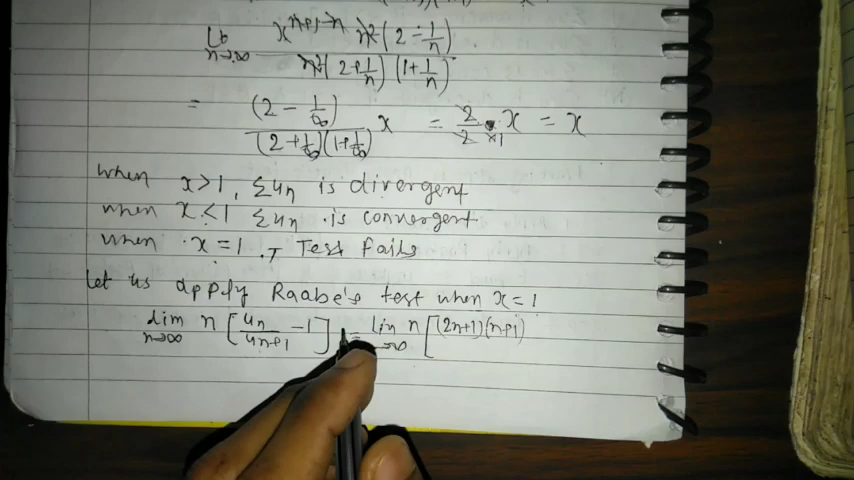 Lt n→∞ x^n+1-n n²(2 - 1/n)
n²(2+1/n) (1+1/n)
= (2 - 1/∞) / (2+1/∞)(1+1/∞) x = 2/2×1 . x = x
when x>1, Σun is divergent
when x<1 Σun is convergent
when x=1 . T Test fails
Let us apply Raabe's test when x=1
lim n→∞ n [un/un+1 -1] = lim n→∞ n [(2n+1)(n+1)